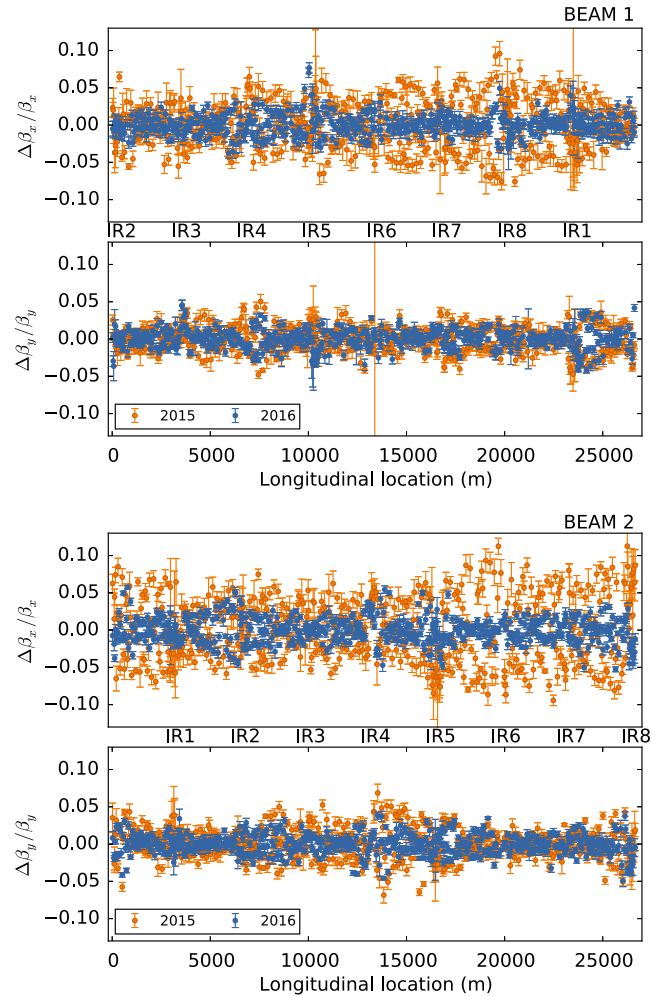 BEAM 1
0.10
0.05
0.00
−0.05
−0.10
Δβx/βx
IR2 IR3 IR4 IR5 IR6 IR7 IR8 IR1
0.10
0.05
0.00
−0.05
−0.10
Δβy/βy
2015 2016
0 5000 10000 15000 20000 25000
Longitudinal location (m)
BEAM 2
0.10
0.05
0.00
−0.05
−0.10
Δβx/βx
IR1 IR2 IR3 IR4 IR5 IR6 IR7 IR8
0.10
0.05
0.00
−0.05
−0.10
Δβy/βy
2015 2016
0 5000 10000 15000 20000 25000
Longitudinal location (m)